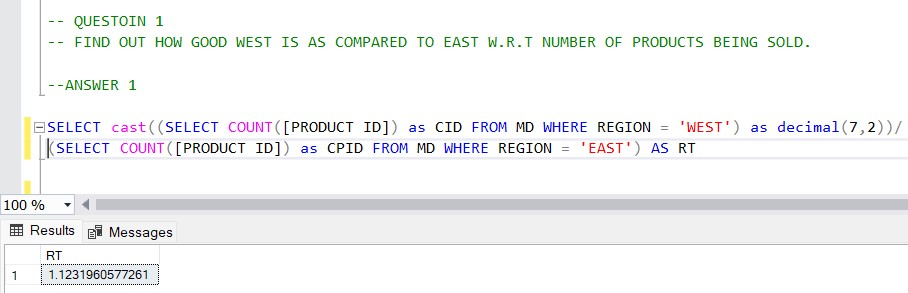 -- QUESTOIN 1
-- FIND OUT HOW GOOD WEST IS AS COMPARED TO EAST W.R.T NUMBER OF PRODUCTS BEING SOLD.
--ANSWER 1
SELECT cast((SELECT COUNT([PRODUCT ID]) as CID FROM MD WHERE REGION = 'WEST') as decimal(7,2))/
(SELECT COUNT([PRODUCT ID]) as CPID FROM MD WHERE REGION = 'EAST') AS RT
100 %
Results Messages
RT
1 1.1231960577261